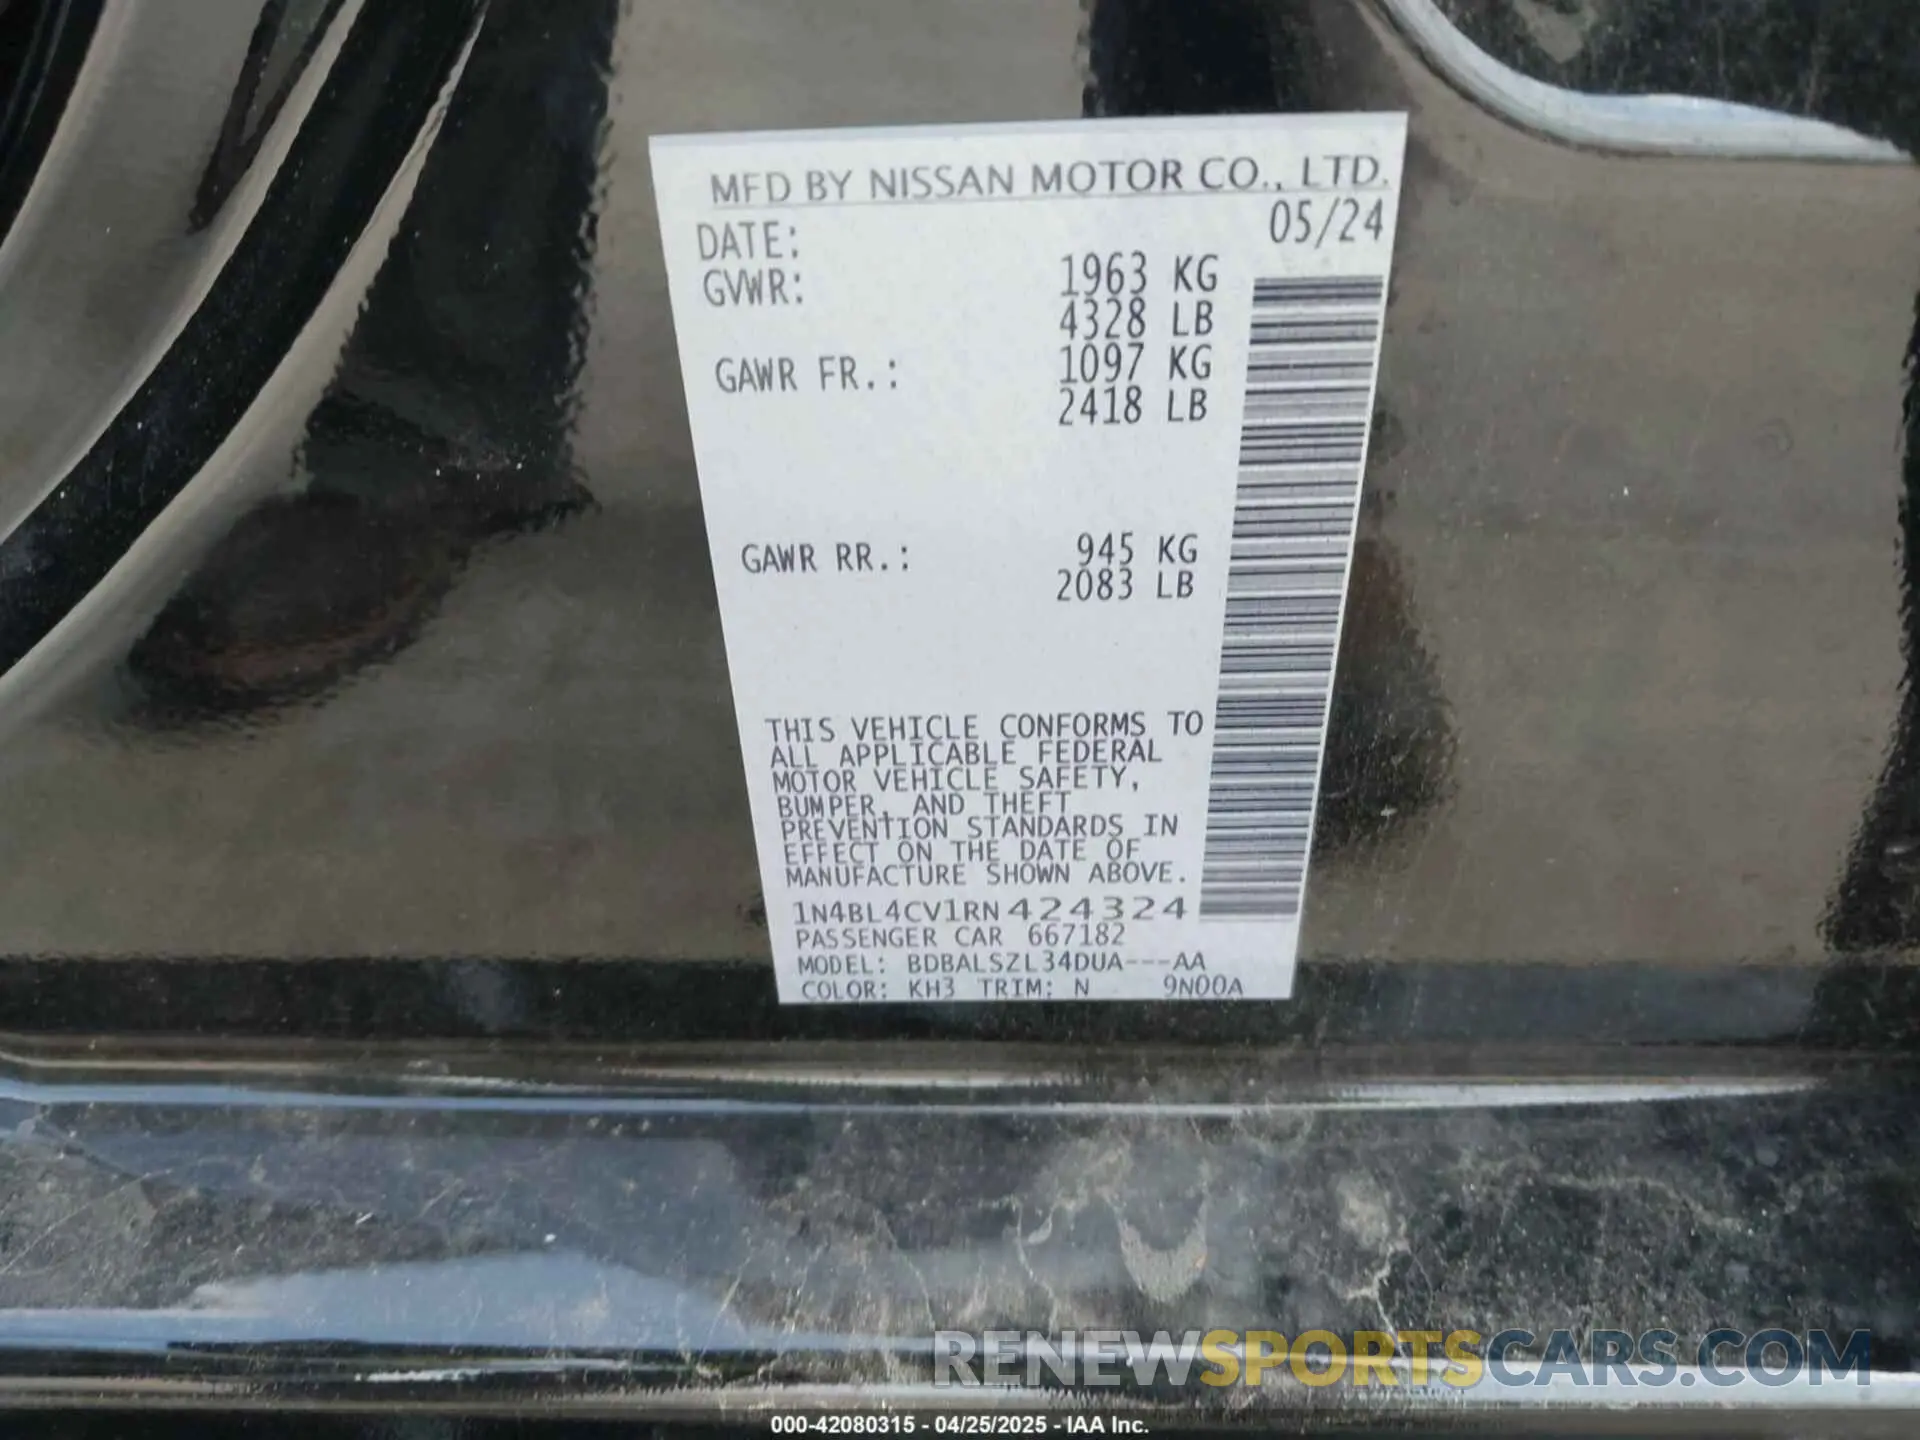 MFD BY NISSAN MOTOR CO., LTD.
DATE: 05/24
GVWR: 1963 KG
4328 LB
GAWR FR.: 1097 KG
2418 LB
GAWR RR.: 945 KG
2083 LB
THIS VEHICLE CONFORMS TO
ALL APPLICABLE FEDERAL
MOTOR VEHICLE SAFETY,
BUMPER, AND THEFT
PREVENTION STANDARDS IN
EFFECT ON THE DATE OF
MANUFACTURE SHOWN ABOVE.
1N4BL4CV1RN424324
PASSENGER CAR 667182
MODEL: BDBALSZL34DUA---AA
COLOR: KH3 TRIM: N 9N00A
RENEWSPORTSCARS.COM
000-42080315 - 04/25/2025 - IAA Inc.